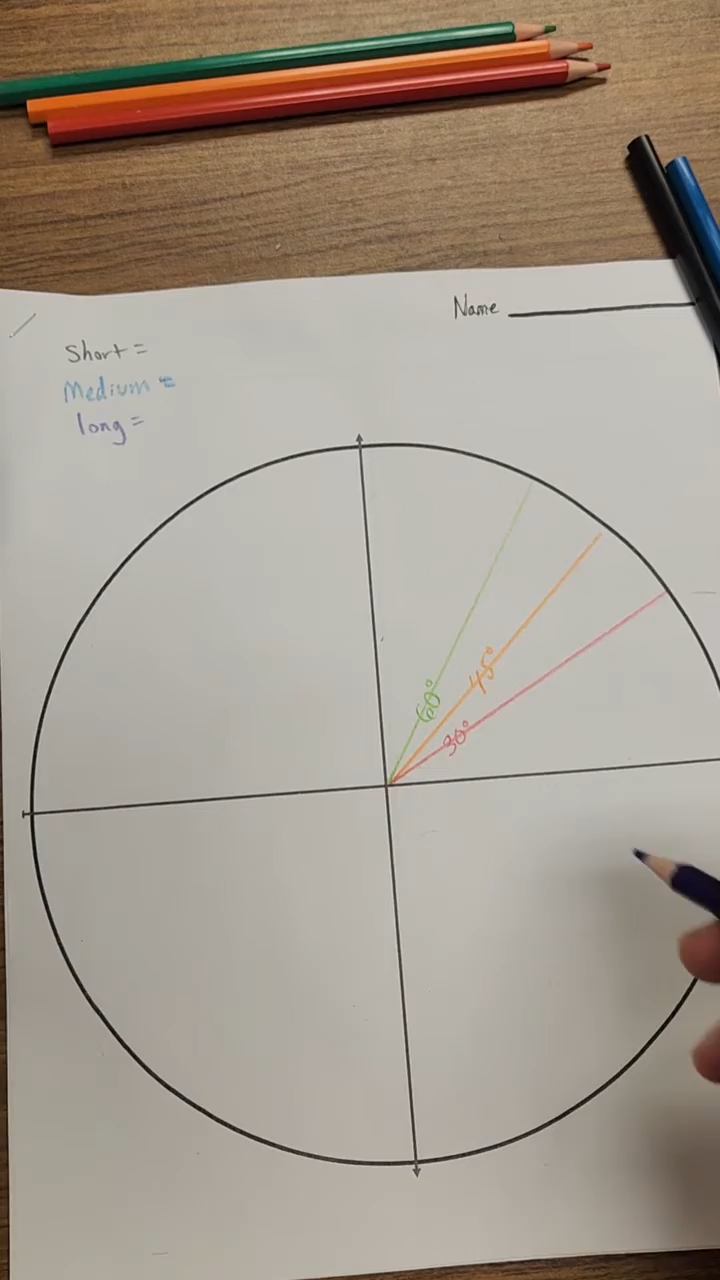 Name
Short =
Medium =
long =
60°
45°
30°